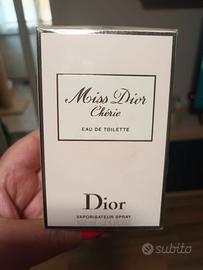 Miss Dior
Chérie
EAU DE TOILETTE
Dior
VAPORISATEUR SPRAY
subito